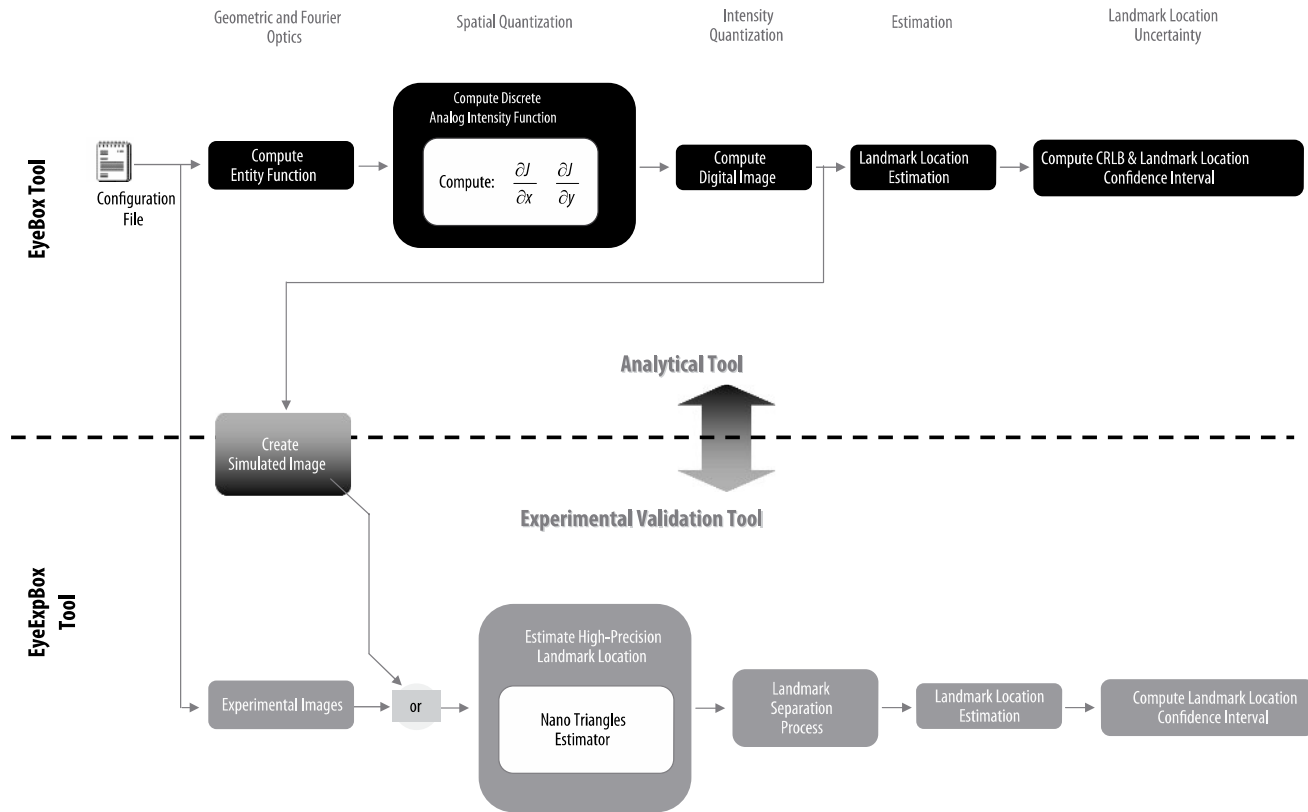 Geometric and Fourier
Optics
Spatial Quantization
Intensity
Quantization
Estimation
Landmark Location
Uncertainty
EyeBox Tool
Configuration
File
Compute
Entity Function
Compute Discrete
Analog Intensity Function
Compute: ∂J/∂x ∂J/∂y
Compute
Digital Image
Landmark Location
Estimation
Compute CRLB & Landmark Location
Confidence Interval
Analytical Tool
Create
Simulated Image
Experimental Validation Tool
EyeExpBox
Tool
Experimental Images
or
Estimate High-Precision
Landmark Location
Nano Triangles
Estimator
Landmark
Separation
Process
Landmark Location
Estimation
Compute Landmark Location
Confidence Interval